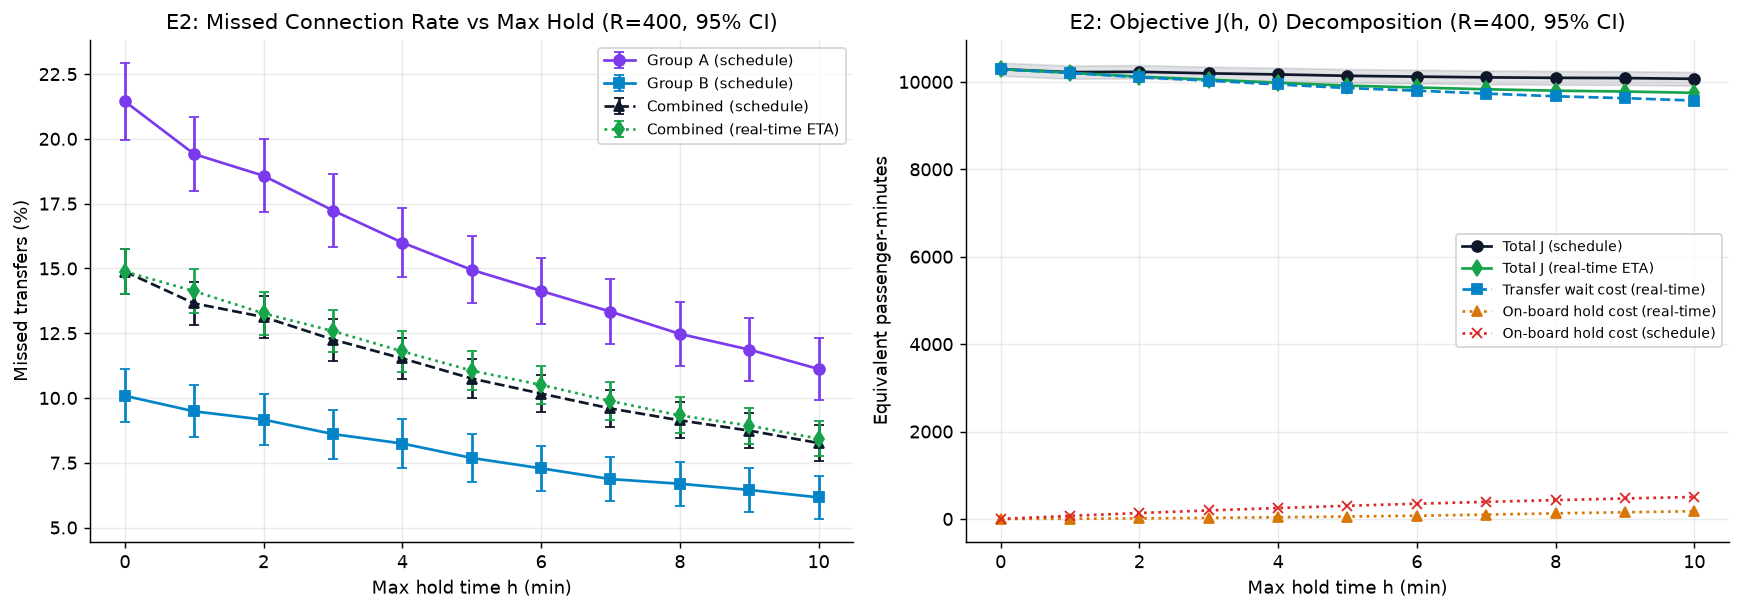 E2: Missed Connection Rate vs Max Hold (R=400, 95% CI)
Missed transfers (%)
22.5
20.0
17.5
15.0
12.5
10.0
7.5
5.0
Group A (schedule)
Group B (schedule)
Combined (schedule)
Combined (real-time ETA)
0 2 4 6 8 10
Max hold time h (min)
E2: Objective J(h, 0) Decomposition (R=400, 95% CI)
Equivalent passenger-minutes
10000
8000
6000
4000
2000
0
Total J (schedule)
Total J (real-time ETA)
Transfer wait cost (real-time)
On-board hold cost (real-time)
On-board hold cost (schedule)
0 2 4 6 8 10
Max hold time h (min)